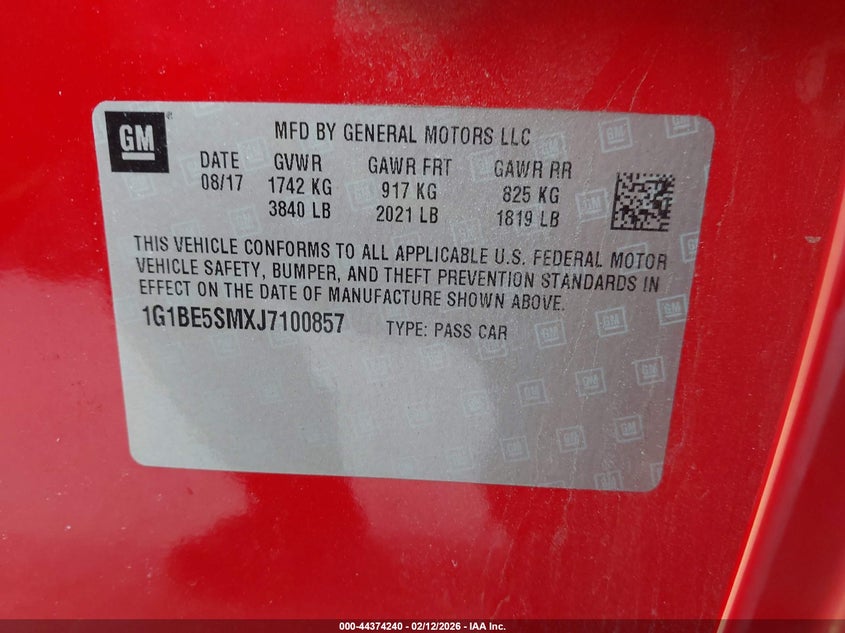 GM
MFD BY GENERAL MOTORS LLC
DATE GVWR GAWR FRT GAWR RR
08/17 1742 KG 917 KG 825 KG
3840 LB 2021 LB 1819 LB
THIS VEHICLE CONFORMS TO ALL APPLICABLE U.S. FEDERAL MOTOR
VEHICLE SAFETY, BUMPER, AND THEFT PREVENTION STANDARDS IN
EFFECT ON THE DATE OF MANUFACTURE SHOWN ABOVE.
1G1BE5SMXJ7100857 TYPE: PASS CAR
000-44374240 - 02/12/2026 - IAA Inc.